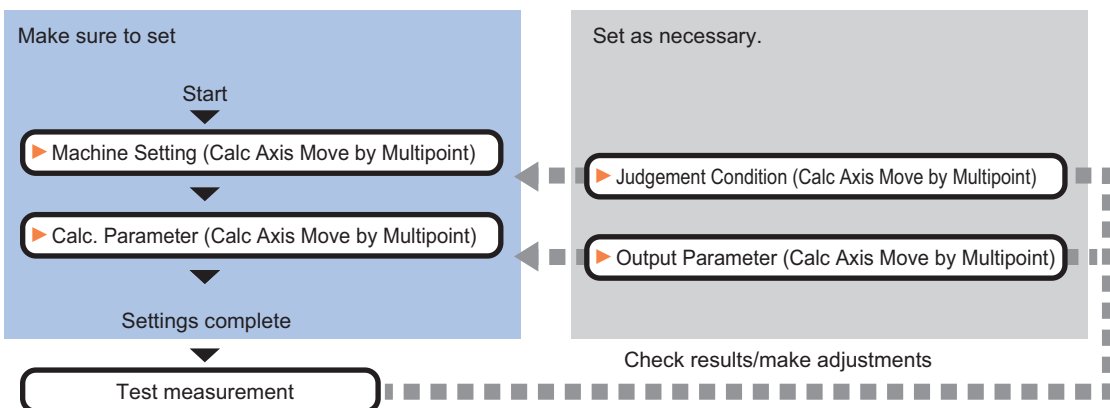 Make sure to set
Start
Machine Setting (Calc Axis Move by Multipoint)
Calc. Parameter (Calc Axis Move by Multipoint)
Settings complete
Test measurement
Set as necessary.
Judgement Condition (Calc Axis Move by Multipoint)
Output Parameter (Calc Axis Move by Multipoint)
Check results/make adjustments